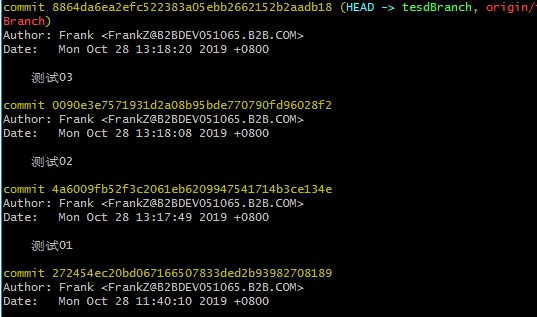 commit 8864da6ea2efc522383a05ebb2662152b2aadb18 (HEAD -> tesdBranch, origin/
Branch)
Author: Frank <FrankZ@B2BDEV051065.B2B.COM>
Date: Mon Oct 28 13:18:20 2019 +0800
测试03
commit 0090e3e7571931d2a08b95bde770790fd96028f2
Author: Frank <FrankZ@B2BDEV051065.B2B.COM>
Date: Mon Oct 28 13:18:08 2019 +0800
测试02
commit 4a6009fb52f3c2061eb6209947541714b3ce134e
Author: Frank <FrankZ@B2BDEV051065.B2B.COM>
Date: Mon Oct 28 13:17:49 2019 +0800
测试01
commit 272454ec20bd067166507833ded2b93982708189
Author: Frank <FrankZ@B2BDEV051065.B2B.COM>
Date: Mon Oct 28 11:40:10 2019 +0800